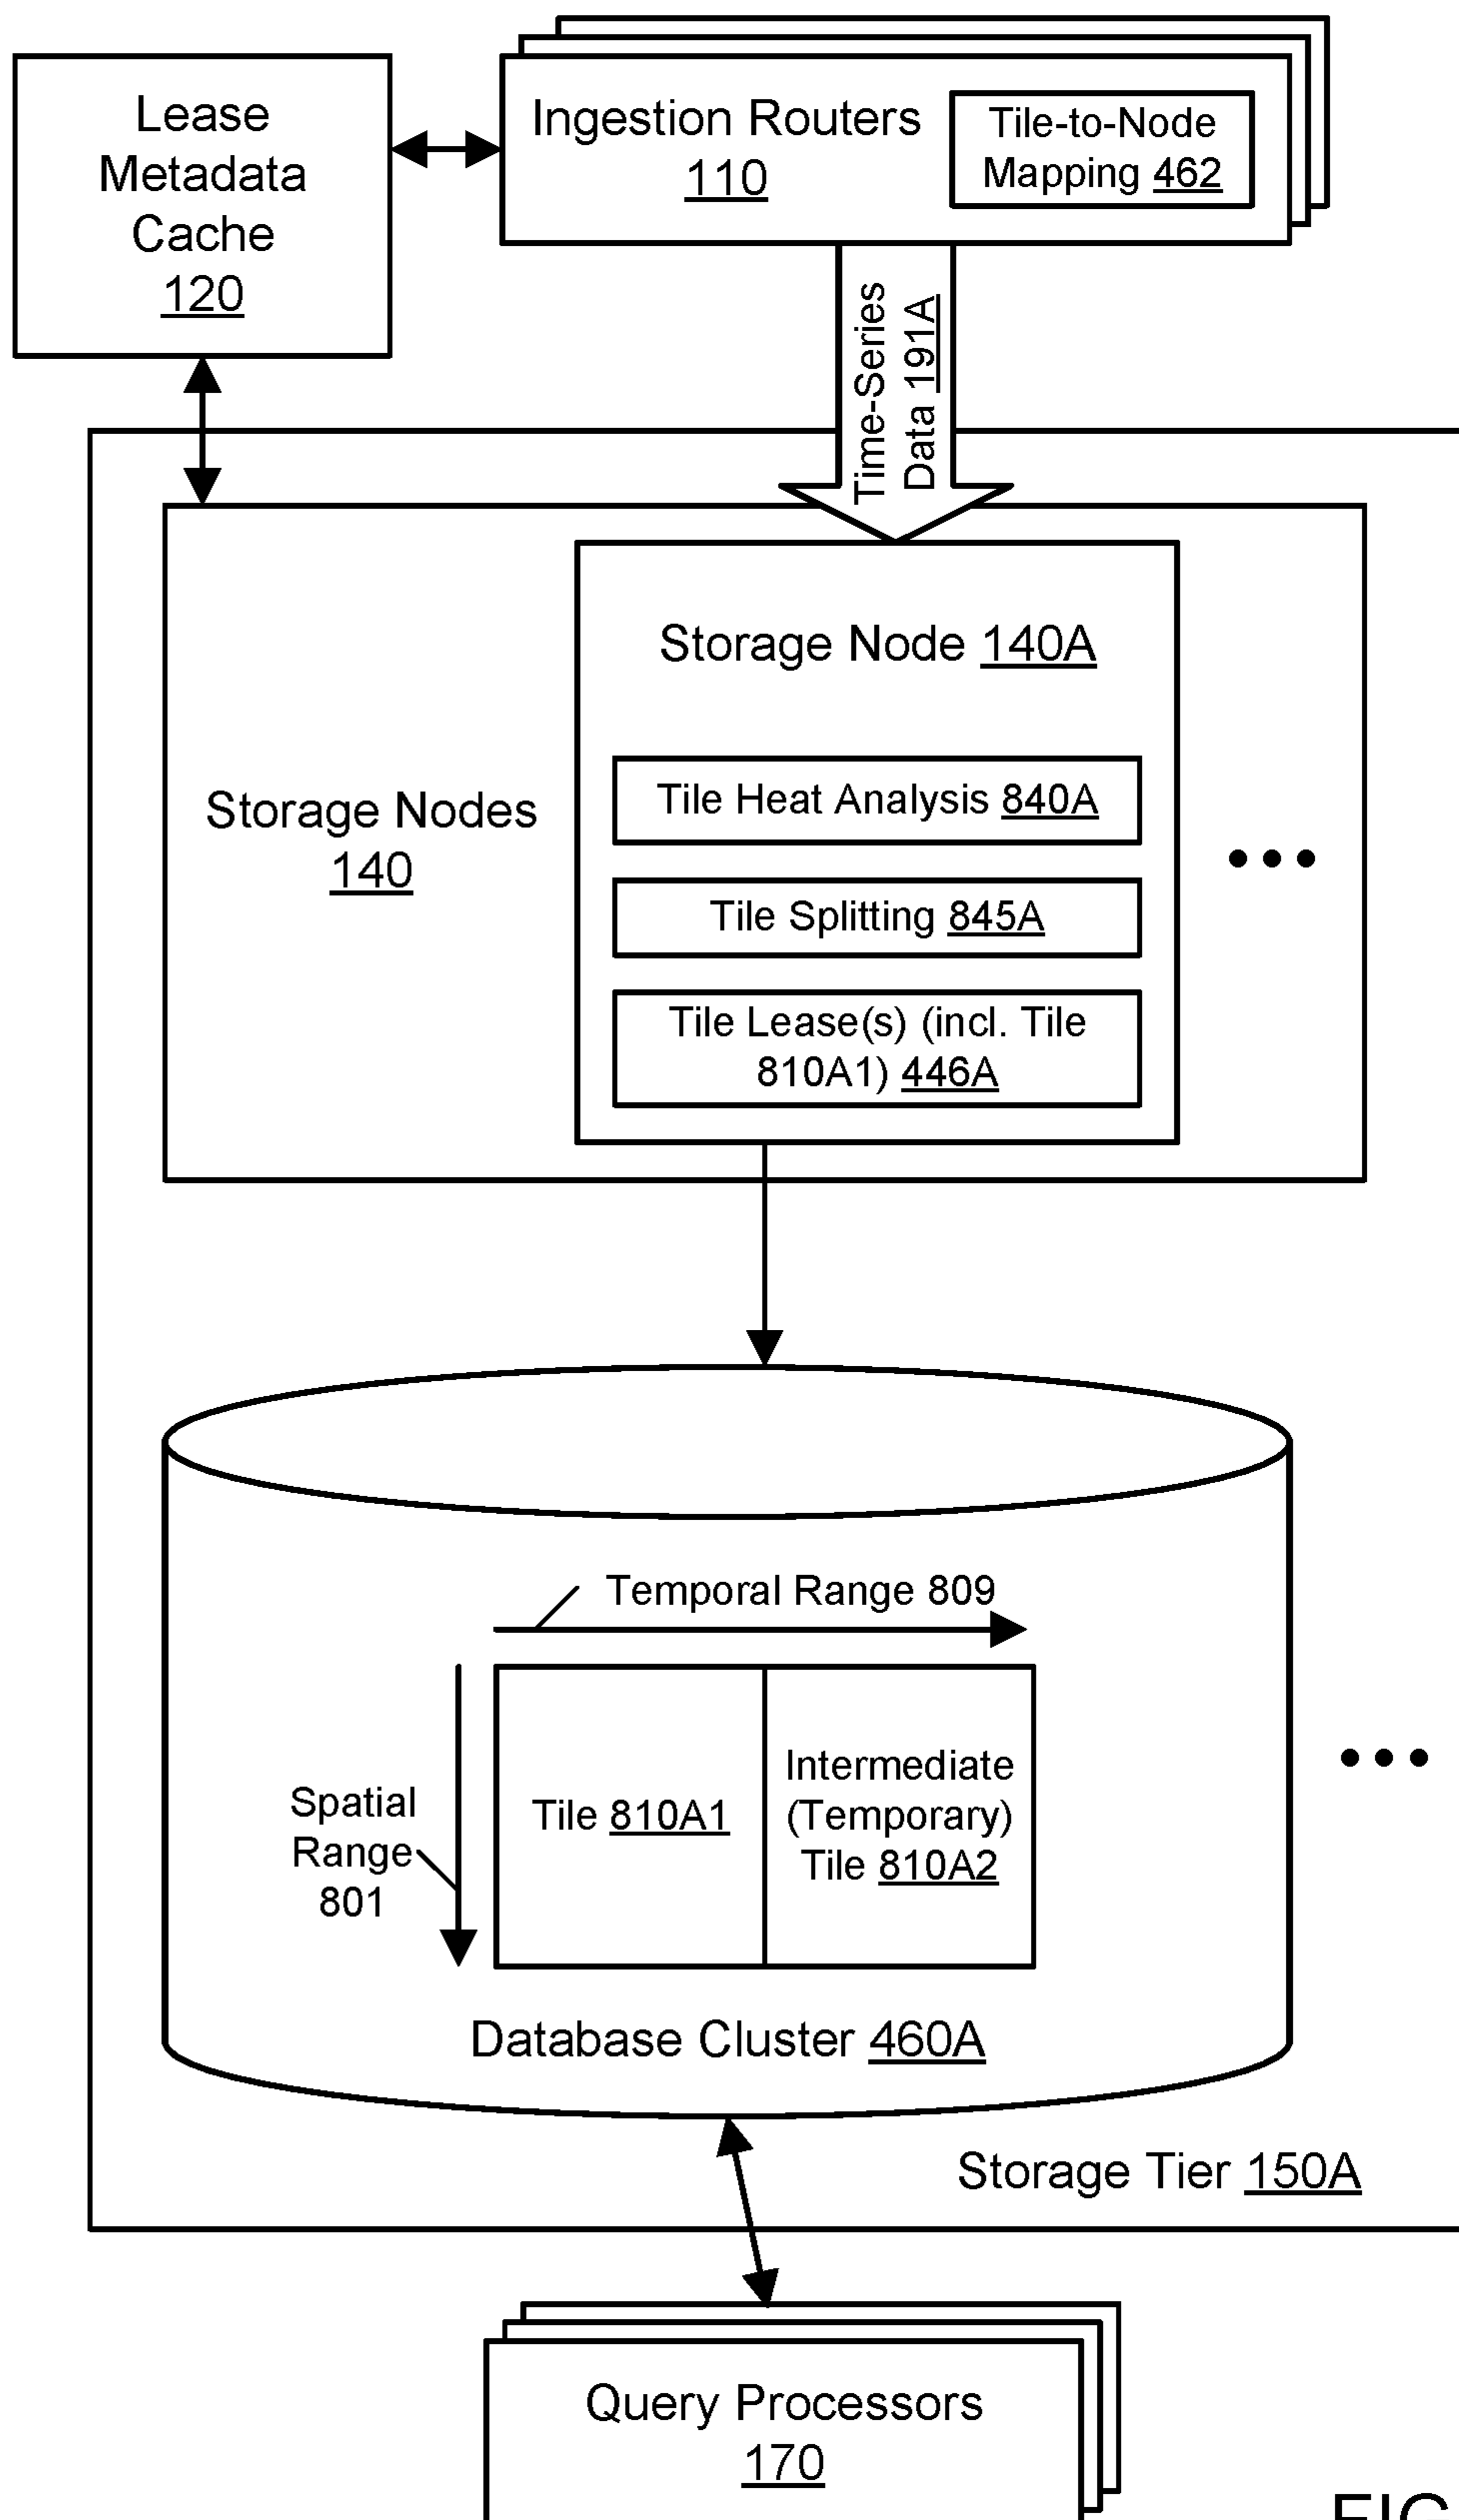 Lease
Metadata
Cache
120
Ingestion Routers
110
Tile-to-Node
Mapping 462
Time-Series
Data 191A
Storage Nodes
140
Storage Node 140A
Tile Heat Analysis 840A
Tile Splitting 845A
Tile Lease(s) (incl. Tile
810A1) 446A
Temporal Range 809
Spatial
Range
801
Tile 810A1
Intermediate
(Temporary)
Tile 810A2
Database Cluster 460A
Storage Tier 150A
Query Processors
170